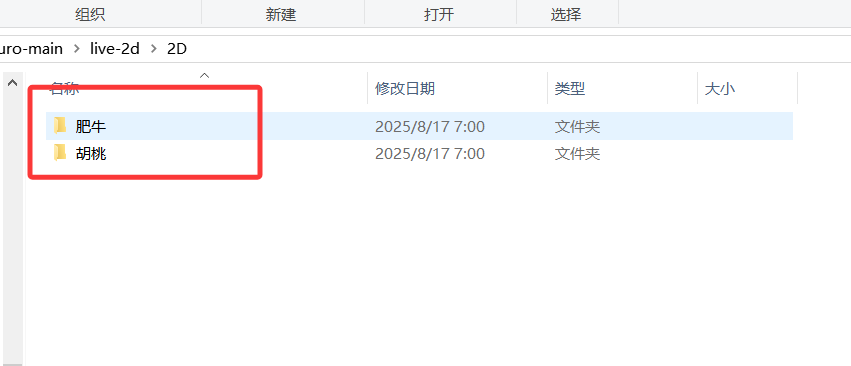 组织 新建 打开 选择
uro-main > live-2d > 2D
名称 修改日期 类型 大小
肥牛 2025/8/17 7:00 文件夹
胡桃 2025/8/17 7:00 文件夹